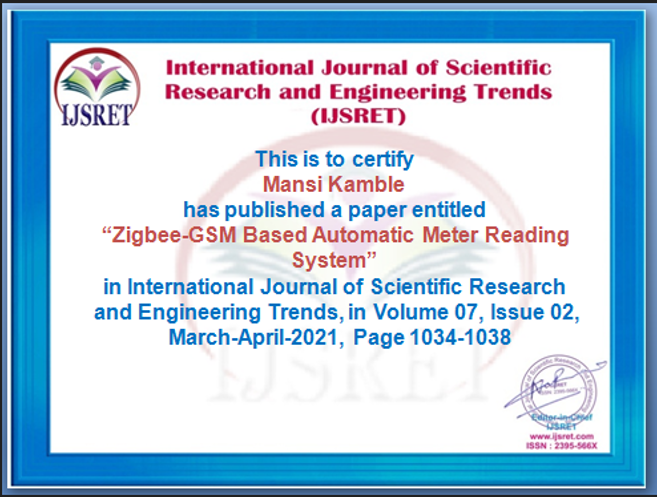 IJSRET
International Journal of Scientific
Research and Engineering Trends
(IJSRET)
This is to certify
Mansi Kamble
has published a paper entitled
“Zigbee-GSM Based Automatic Meter Reading
System”
in International Journal of Scientific Research
and Engineering Trends, in Volume 07, Issue 02,
March-April-2021, Page 1034-1038
IJSRET
Editor-in-Chief
IJSRET
www.ijsret.com
ISSN : 2395-566X